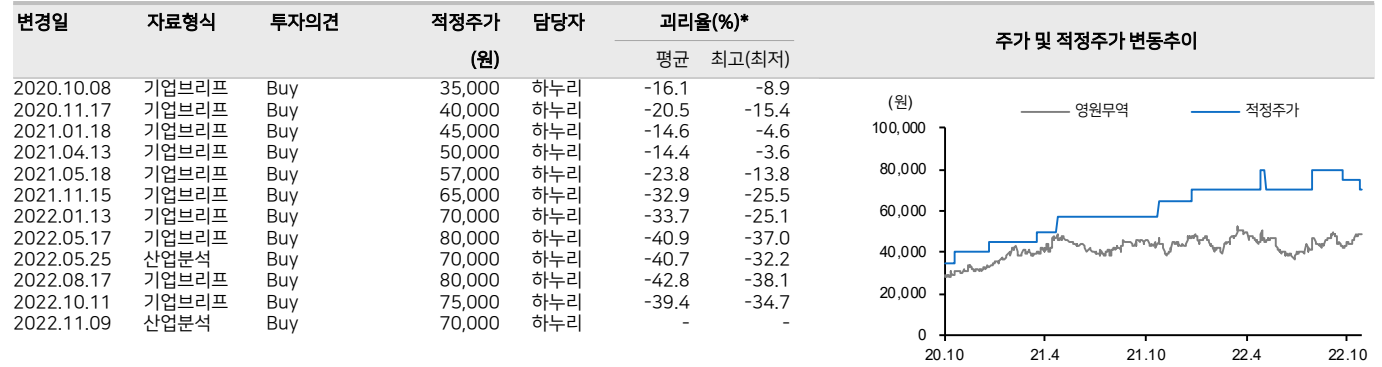 변경일 자료형식 투자의견 적정주가 담당자 괴리율(%)* 주가 및 적정주가 변동추이
(원) 평균 최고(최저)
2020.10.08 기업브리프 Buy 35,000 하누리 -16.1 -8.9
2020.11.17 기업브리프 Buy 40,000 하누리 -20.5 -15.4
2021.01.18 기업브리프 Buy 45,000 하누리 -14.6 -4.6
2021.04.13 기업브리프 Buy 50,000 하누리 -14.4 -3.6
2021.05.18 기업브리프 Buy 57,000 하누리 -23.8 -13.8
2021.11.15 기업브리프 Buy 65,000 하누리 -32.9 -25.5
2022.01.13 기업브리프 Buy 70,000 하누리 -33.7 -25.1
2022.05.17 기업브리프 Buy 80,000 하누리 -40.9 -37.0
2022.05.25 산업분석 Buy 70,000 하누리 -40.7 -32.2
2022.08.17 기업브리프 Buy 80,000 하누리 -42.8 -38.1
2022.10.11 기업브리프 Buy 75,000 하누리 -39.4 -34.7
2022.11.09 산업분석 Buy 70,000 하누리 - -
(원) 영원무역 적정주가
100,000
80,000
60,000
40,000
20,000
0
20.10 21.4 21.10 22.4 22.10